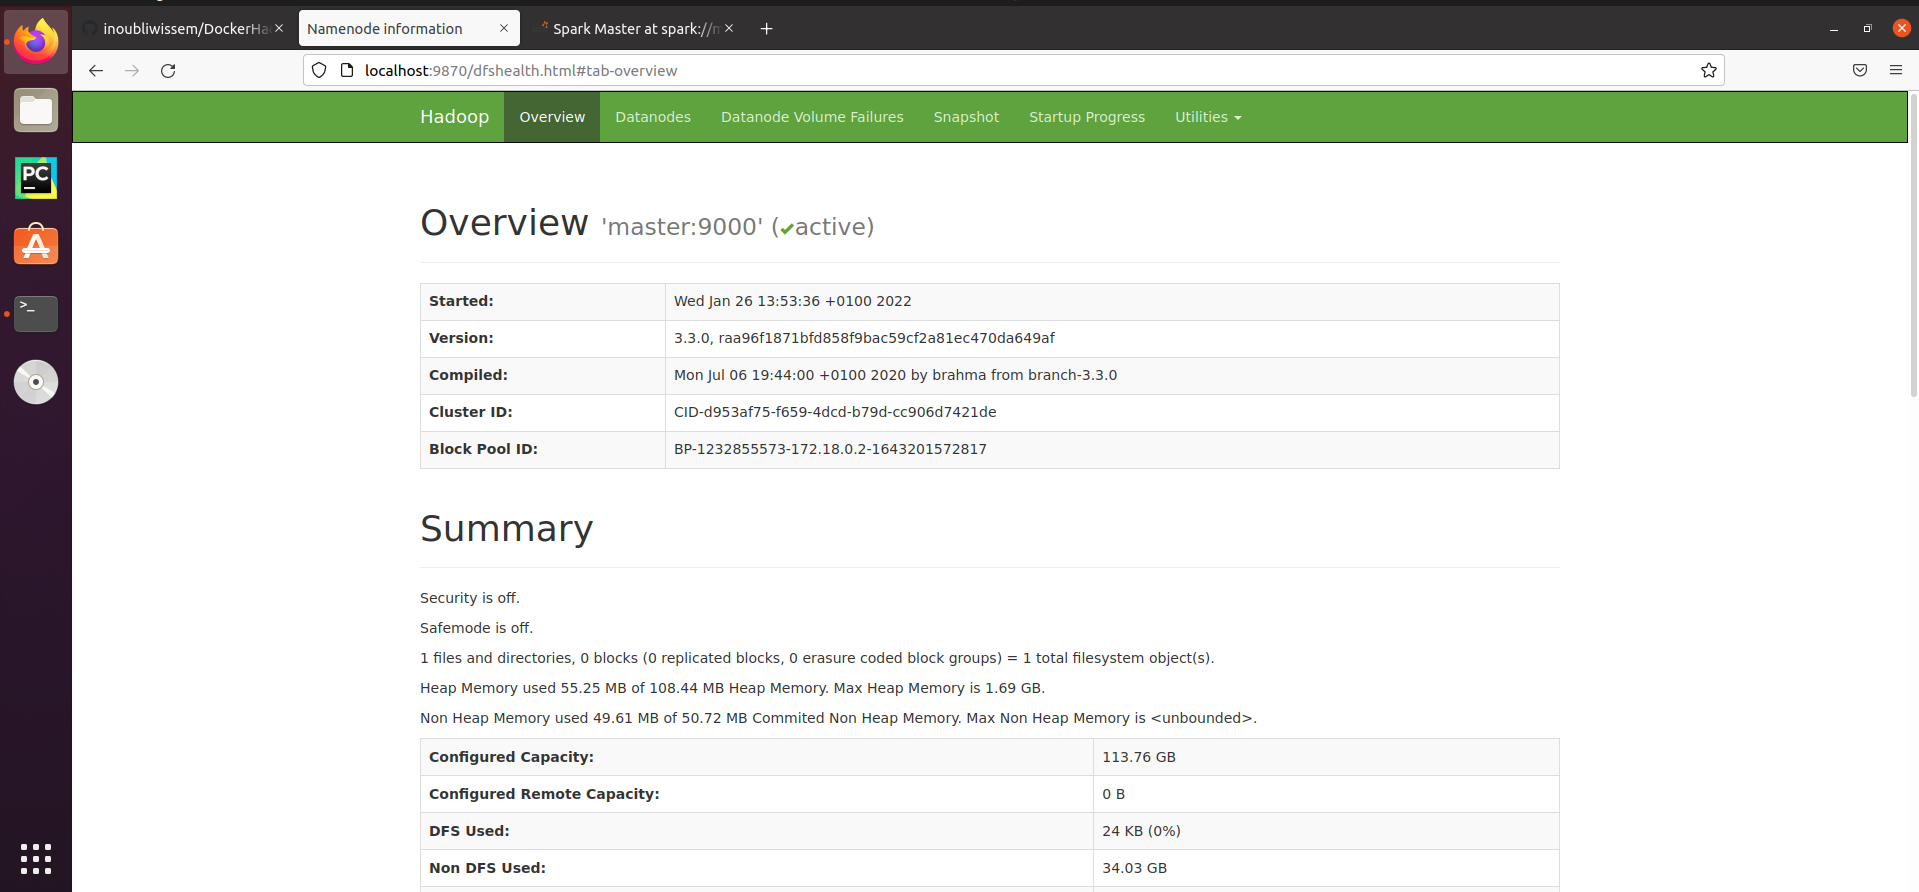 inoubliwissem/DockerHa
Namenode information
Spark Master at spark://m
localhost:9870/dfshealth.html#tab-overview
Hadoop Overview Datanodes Datanode Volume Failures Snapshot Startup Progress Utilities
PC
>_
Overview 'master:9000' (✔active)
Started: Wed Jan 26 13:53:36 +0100 2022
Version: 3.3.0, raa96f1871bfd858f9bac59cf2a81ec470da649af
Compiled: Mon Jul 06 19:44:00 +0100 2020 by brahma from branch-3.3.0
Cluster ID: CID-d953af75-f659-4dcd-b79d-cc906d7421de
Block Pool ID: BP-1232855573-172.18.0.2-1643201572817
Summary
Security is off.
Safemode is off.
1 files and directories, 0 blocks (0 replicated blocks, 0 erasure coded block groups) = 1 total filesystem object(s).
Heap Memory used 55.25 MB of 108.44 MB Heap Memory. Max Heap Memory is 1.69 GB.
Non Heap Memory used 49.61 MB of 50.72 MB Commited Non Heap Memory. Max Non Heap Memory is <unbounded>.
Configured Capacity: 113.76 GB
Configured Remote Capacity: 0 B
DFS Used: 24 KB (0%)
Non DFS Used: 34.03 GB